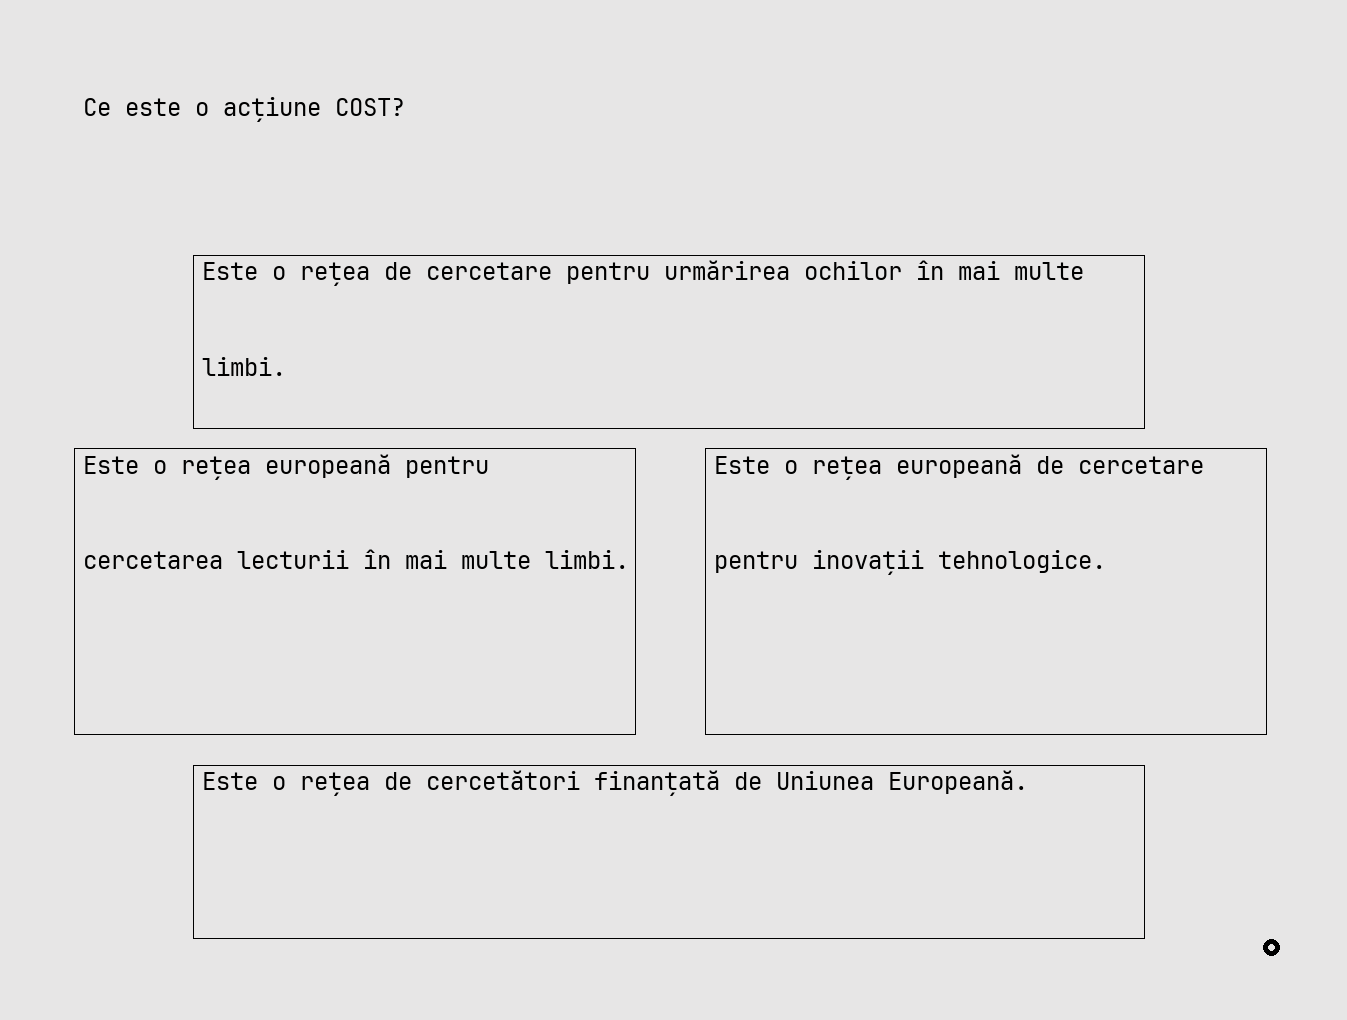 Ce este o acțiune COST?
Este o rețea de cercetare pentru urmărirea ochilor în mai multe
limbi.
Este o rețea europeană pentru
cercetarea lecturii în mai multe limbi.
Este o rețea europeană de cercetare
pentru inovații tehnologice.
Este o rețea de cercetători finanțată de Uniunea Europeană.